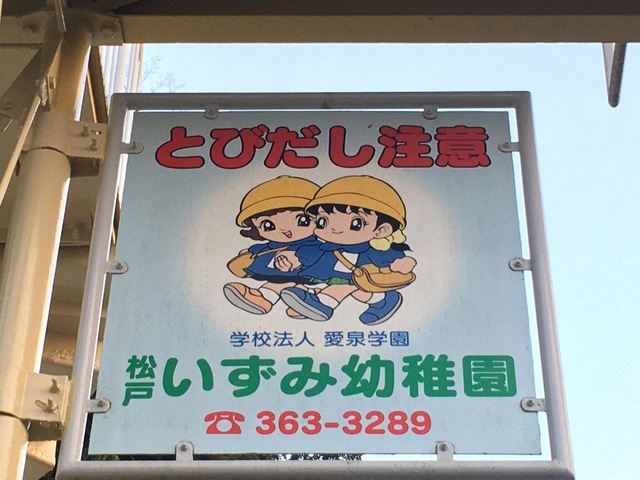 とびだし注意
学校法人 愛泉学園
松戸いずみ幼稚園
☎ 363-3289